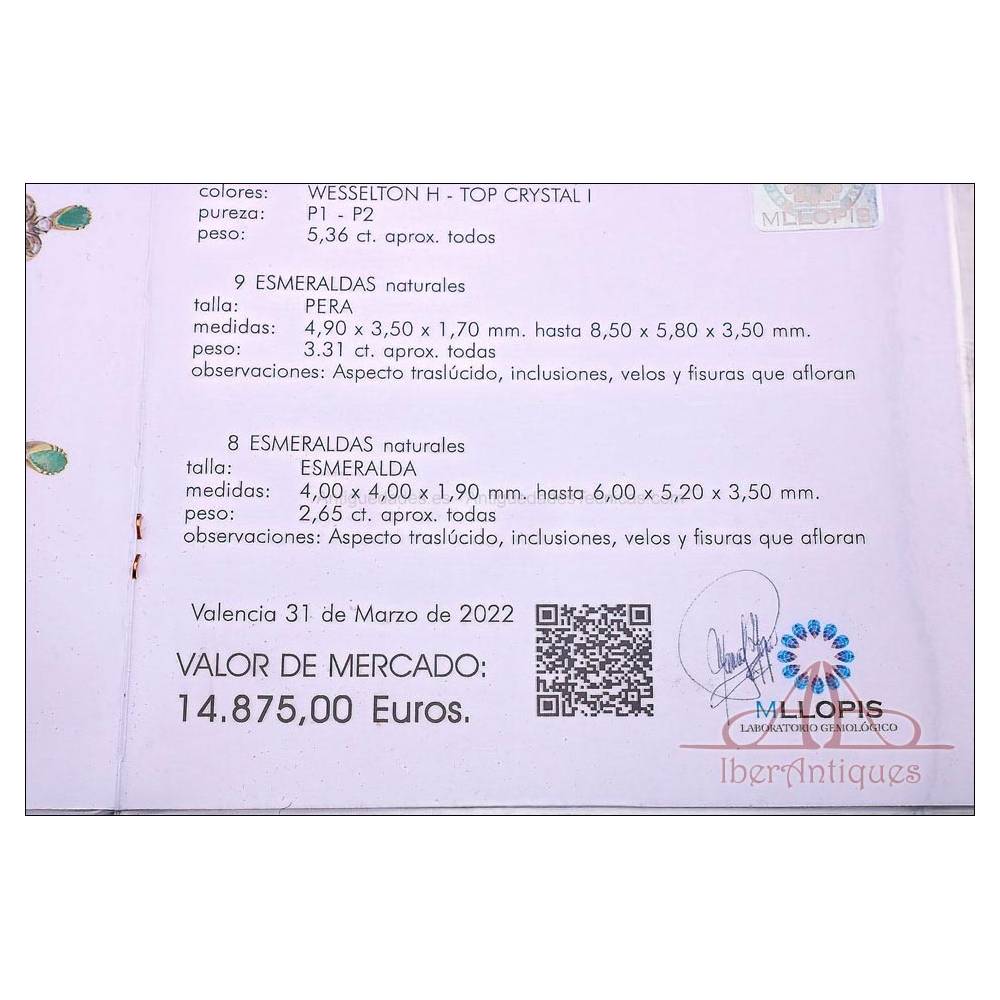 colores: WESSELTON H - TOP CRYSTAL I
pureza: P1 - P2
peso: 5,36 ct. aprox. todos
MLLOPIS
9 ESMERALDAS naturales
talla: PERA
medidas: 4,90 x 3,50 x 1,70 mm. hasta 8,50 x 5,80 x 3,50 mm.
peso: 3.31 ct. aprox. todas
observaciones: Aspecto traslúcido, inclusiones, velos y fisuras que afloran
8 ESMERALDAS naturales
talla: ESMERALDA
medidas: 4,00 x 4,00 x 1,90 mm. hasta 6,00 x 5,20 x 3,50 mm.
peso: 2,65 ct. aprox. todas
observaciones: Aspecto traslúcido, inclusiones, velos y fisuras que afloran
Valencia 31 de Marzo de 2022
VALOR DE MERCADO:
14.875,00 Euros.
MLLOPIS
LABORATORIO GEMOLÓGICO
IberAntiques